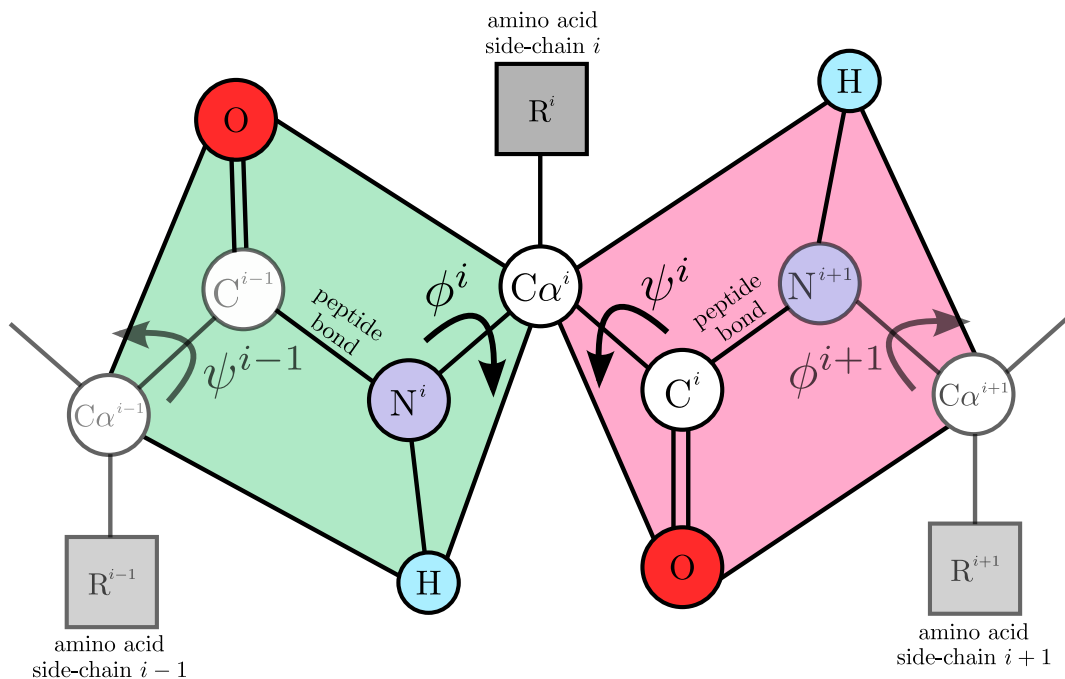 amino acid
side-chain i
R^i
H
O
C^{i-1}
peptide
bond
ϕ^i
Cα^i
ψ^i
peptide
bond
N^{i+1}
ψ^{i-1}
N^i
C^i
ϕ^{i+1}
Cα^{i-1}
Cα^{i+1}
H
O
R^{i-1}
R^{i+1}
amino acid
side-chain i − 1
amino acid
side-chain i + 1